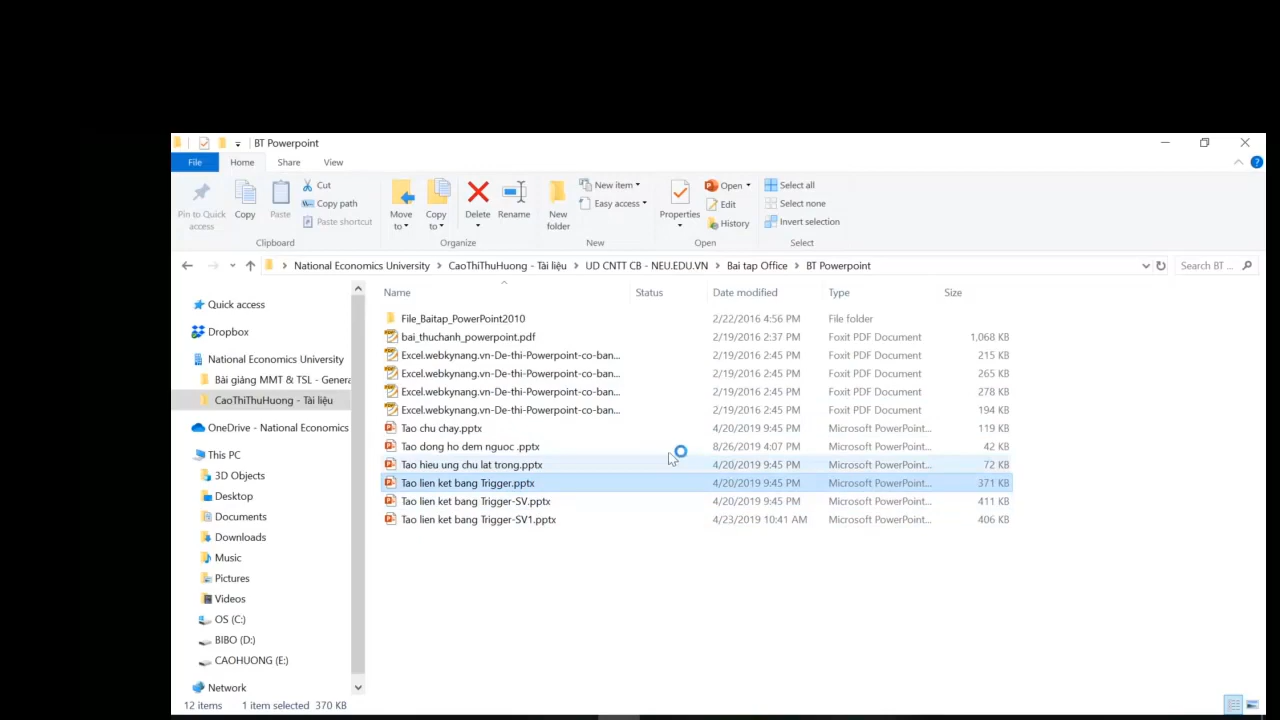 BT Powerpoint
File Home Share View
Pin to Quick access
Copy
Paste
Cut
Copy path
Paste shortcut
Clipboard
Move to
Copy to
Delete
Rename
Organize
New folder
New item
Easy access
New
Properties
Open
Edit
History
Open
Select all
Select none
Invert selection
Select
National Economics University > CaoThiThuHuong - Tài liệu > UD CNTT CB - NEU.EDU.VN > Bai tap Office > BT Powerpoint
Search BT ...
Quick access
Dropbox
National Economics University
Bài giảng MMT & TSL - Genera
CaoThiThuHuong - Tài liệu
OneDrive - National Economics
This PC
3D Objects
Desktop
Documents
Downloads
Music
Pictures
Videos
OS (C:)
BIBO (D:)
CAOHUONG (E:)
Network
Name Status Date modified Type Size
File_Baitap_PowerPoint2010 2/22/2016 4:56 PM File folder
bai_thuchanh_powerpoint.pdf 2/19/2016 2:37 PM Foxit PDF Document 1,068 KB
Excel.webkynang.vn-De-thi-Powerpoint-co-ban... 2/19/2016 2:45 PM Foxit PDF Document 215 KB
Excel.webkynang.vn-De-thi-Powerpoint-co-ban... 2/19/2016 2:45 PM Foxit PDF Document 265 KB
Excel.webkynang.vn-De-thi-Powerpoint-co-ban... 2/19/2016 2:45 PM Foxit PDF Document 278 KB
Excel.webkynang.vn-De-thi-Powerpoint-co-ban... 2/19/2016 2:45 PM Foxit PDF Document 194 KB
Tao chu chay.pptx 4/20/2019 9:45 PM Microsoft PowerPoint... 119 KB
Tao dong ho dem nguoc .pptx 8/26/2019 4:07 PM Microsoft PowerPoint... 42 KB
Tao hieu ung chu lat trong.pptx 4/20/2019 9:45 PM Microsoft PowerPoint... 72 KB
Tao lien ket bang Trigger.pptx 4/20/2019 9:45 PM Microsoft PowerPoint... 371 KB
Tao lien ket bang Trigger-SV.pptx 4/20/2019 9:45 PM Microsoft PowerPoint... 411 KB
Tao lien ket bang Trigger-SV1.pptx 4/23/2019 10:41 AM Microsoft PowerPoint... 406 KB
12 items 1 item selected 370 KB